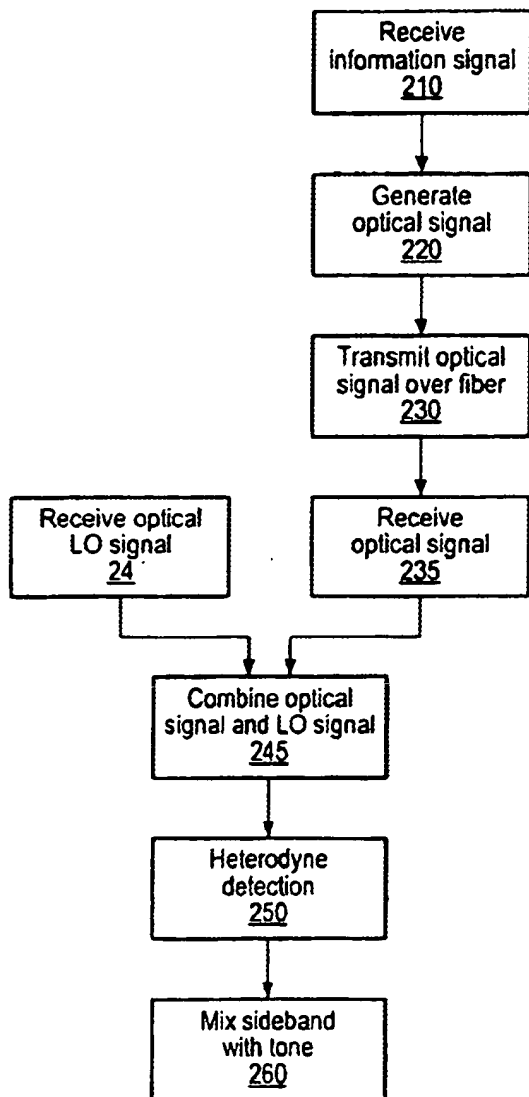 Receive
information signal
210
Generate
optical signal
220
Transmit optical
signal over fiber
230
Receive optical
LO signal
24
Receive
optical signal
235
Combine optical
signal and LO signal
245
Heterodyne
detection
250
Mix sideband
with tone
260